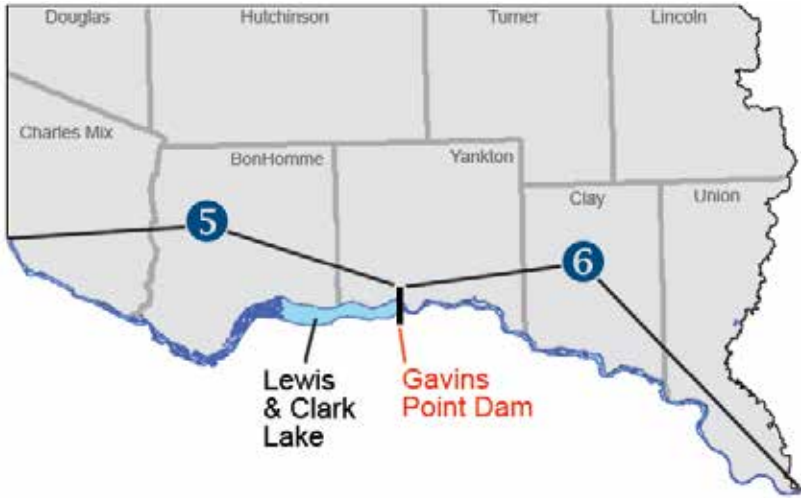 Douglas
Hutchinson
Turner
Lincoln
Charles Mix
BonHomme
Yankton
Clay
Union
5
6
Lewis
& Clark
Lake
Gavins
Point Dam